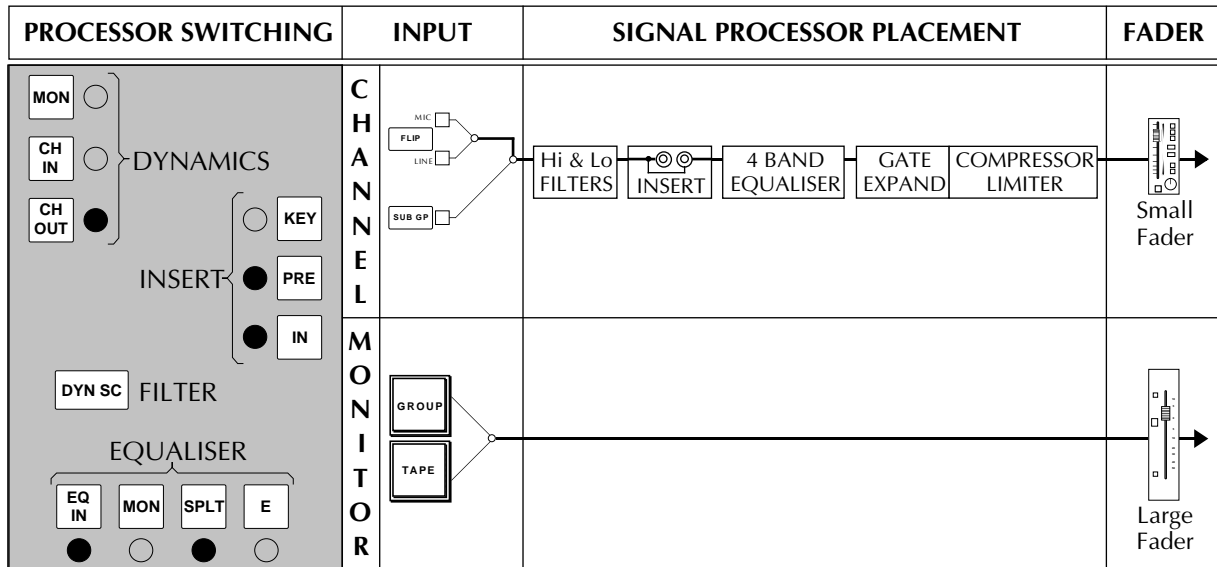 PROCESSOR SWITCHING
INPUT
SIGNAL PROCESSOR PLACEMENT
FADER
MON
CH
IN
CH
OUT
DYNAMICS
KEY
PRE
IN
INSERT
DYN SC
FILTER
EQUALISER
EQ
IN
MON
SPLT
E
CHANNEL
MIC
FLIP
LINE
SUB GP
Hi & Lo
FILTERS
INSERT
4 BAND
EQUALISER
GATE
EXPAND
COMPRESSOR
LIMITER
Small
Fader
MONITOR
GROUP
TAPE
Large
Fader